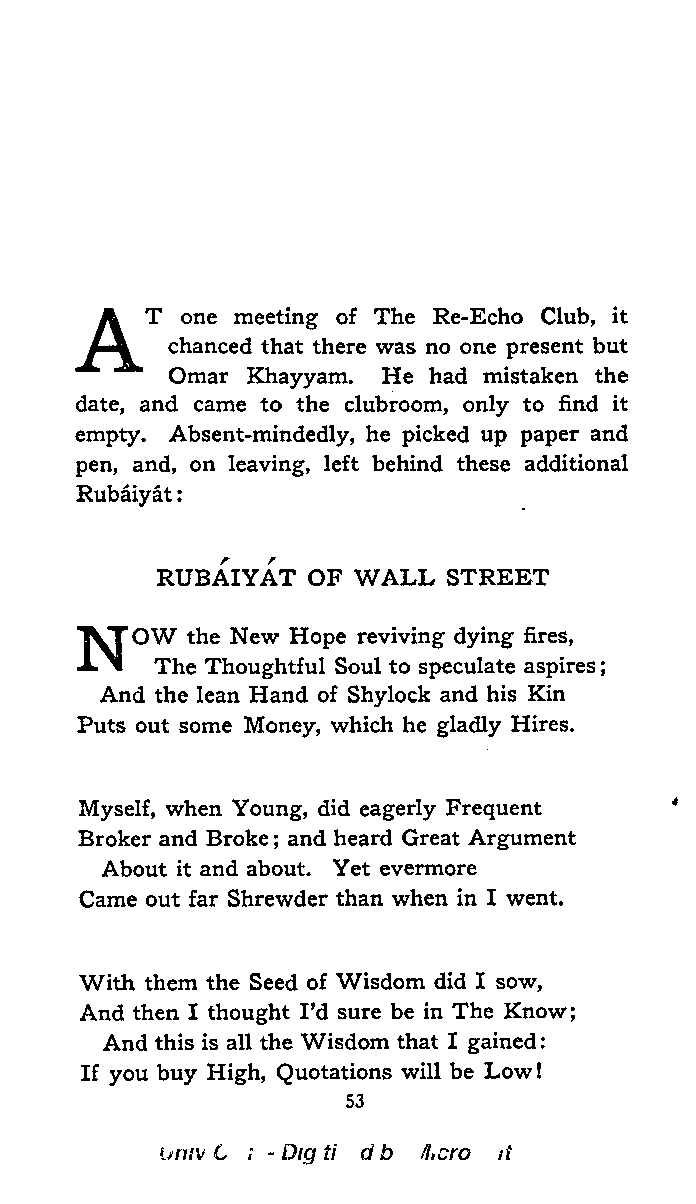 AT one meeting of The Re-Echo Club, it
chanced that there was no one present but
Omar Khayyam. He had mistaken the
date, and came to the clubroom, only to find it
empty. Absent-mindedly, he picked up paper and
pen, and, on leaving, left behind these additional
Rubáiyát:
RUBÁIYÁT OF WALL STREET
NOW the New Hope reviving dying fires,
The Thoughtful Soul to speculate aspires;
And the lean Hand of Shylock and his Kin
Puts out some Money, which he gladly Hires.
Myself, when Young, did eagerly Frequent
Broker and Broke; and heard Great Argument
About it and about. Yet evermore
Came out far Shrewder than when in I went.
With them the Seed of Wisdom did I sow,
And then I thought I'd sure be in The Know;
And this is all the Wisdom that I gained:
If you buy High, Quotations will be Low!
53
Univ